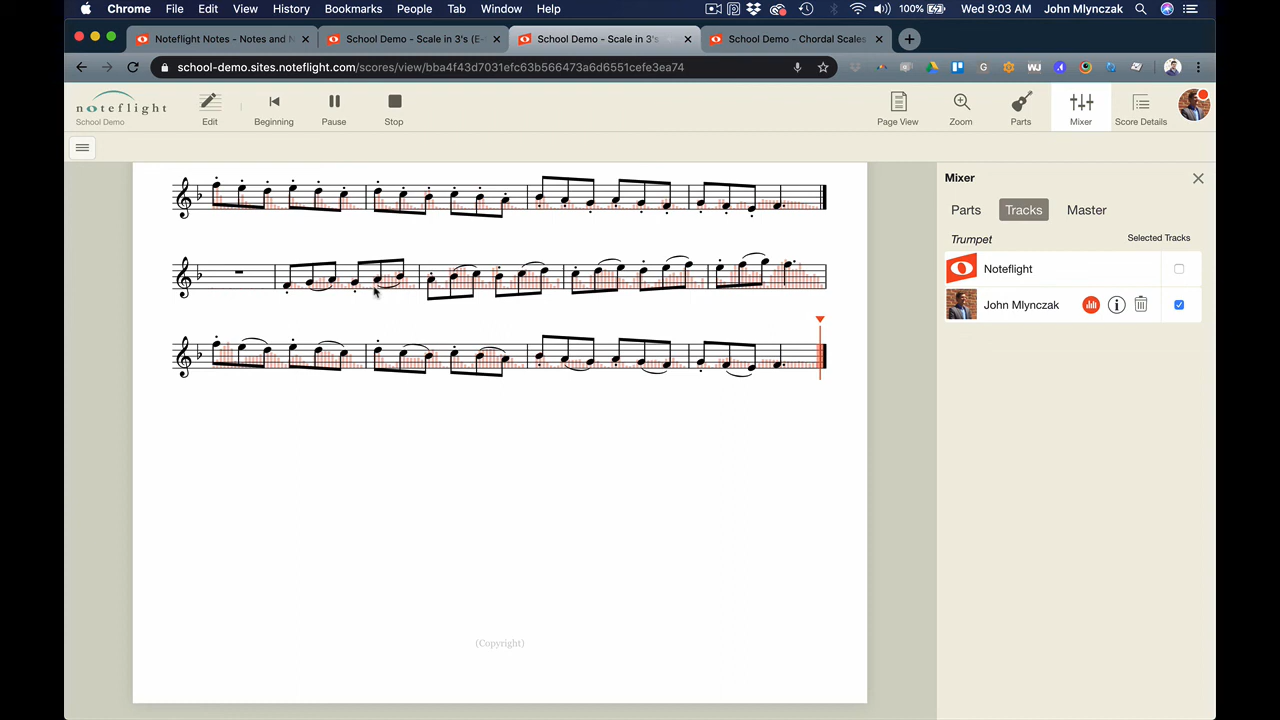 Chrome File Edit View History Bookmarks People Tab Window Help 100% Wed 9:03 AM John Mlynczak
Noteflight Notes - Notes and N School Demo - Scale in 3's (E- School Demo - Scale in 3's School Demo - Chordal Scales
school-demo.sites.noteflight.com/scores/view/bba4f43d7031efc63b566473a6d6551cefe3ea74
noteflight
School Demo
Edit Beginning Pause Stop Page View Zoom Parts Mixer Score Details
Mixer
Parts Tracks Master
Trumpet Selected Tracks
Noteflight
John Mlynczak
(Copyright)